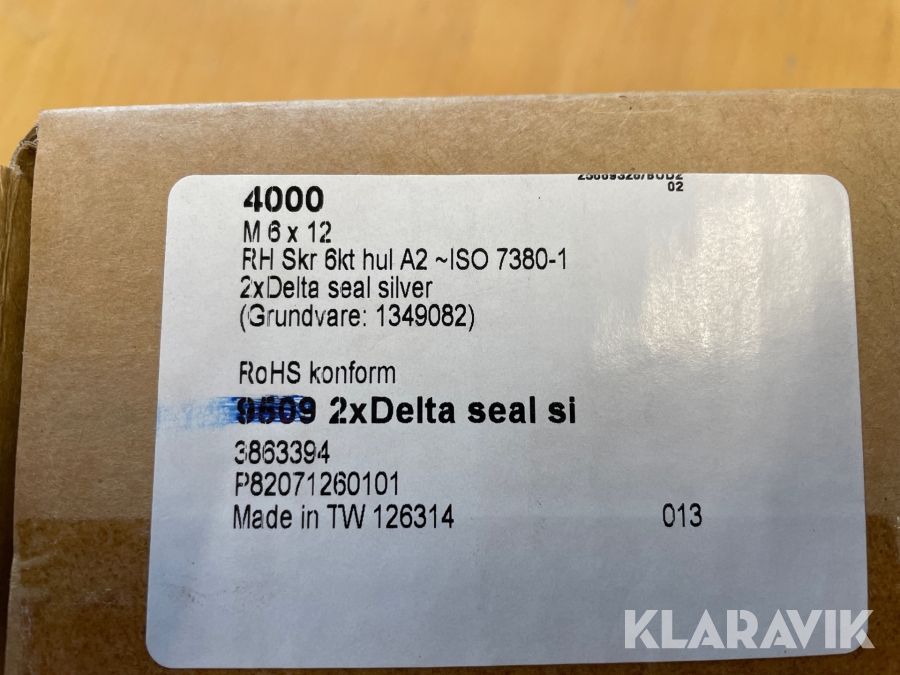 02
4000
M 6 x 12
RH Skr 6kt hul A2 ~ISO 7380-1
2xDelta seal silver
(Grundvare: 1349082)
RoHS konform
9609 2xDelta seal si
3863394
P82071260101
Made in TW 126314 013
KLARAVIK